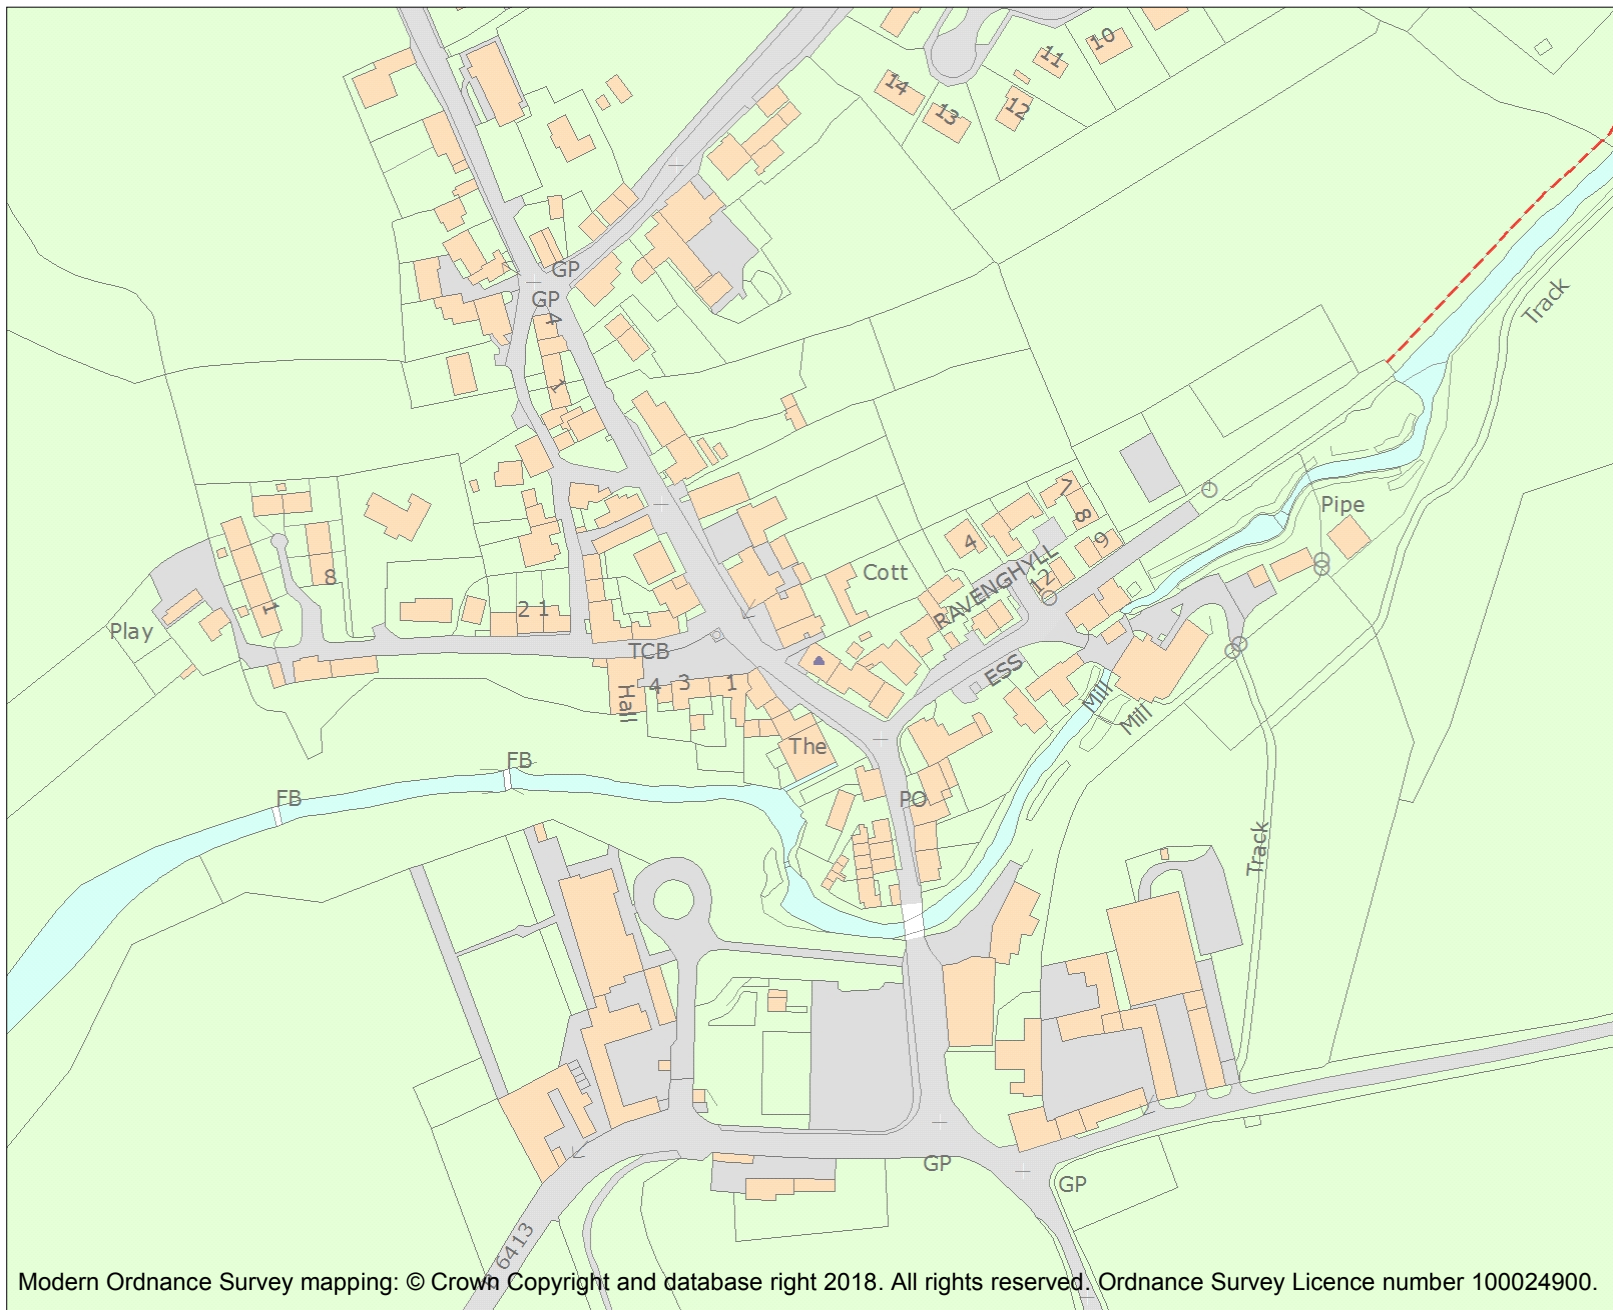 10
11
14
13
12
GP
GP
4
Track
1
7
Pipe
8
4
9
Cott
RAVENGHYLL
8
12
1
2 1
Play
TCB
ESS
4
3
1
Hall
Mill
Mill
The
FB
FB
PO
Track
GP
GP
6413
Modern Ordnance Survey mapping: © Crown Copyright and database right 2018. All rights reserved. Ordnance Survey Licence number 100024900.